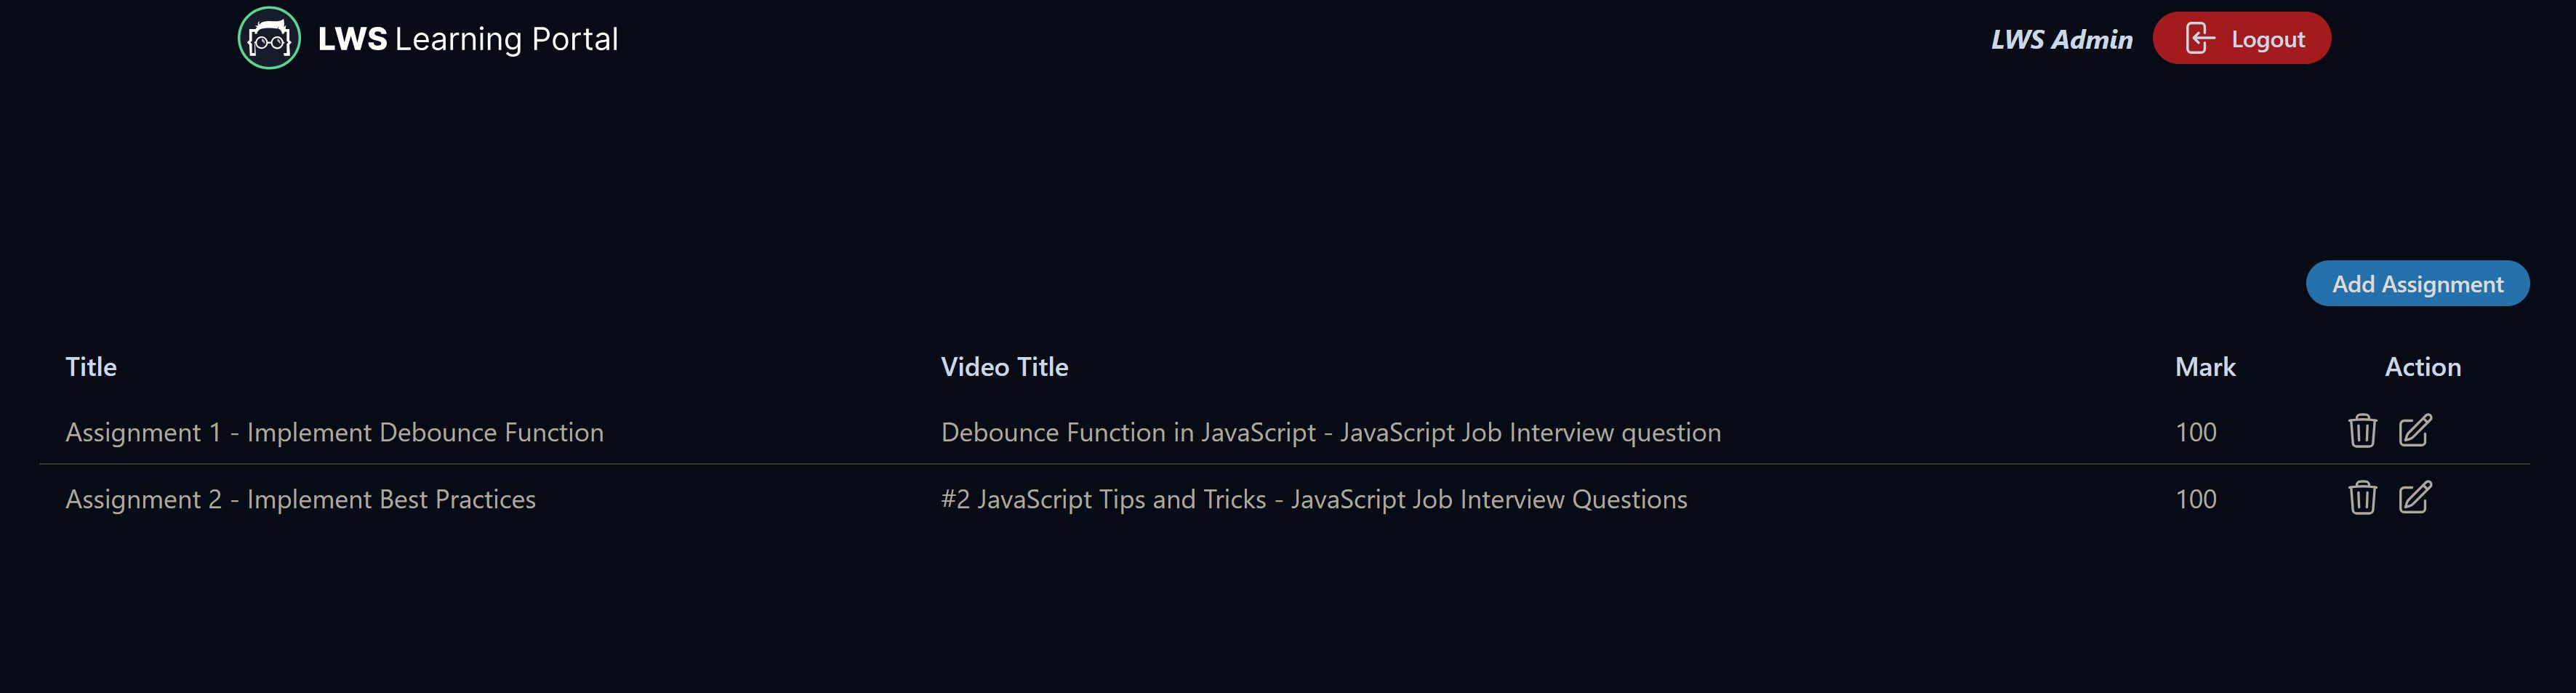 LWS Learning Portal
LWS Admin Logout
Add Assignment
Title Video Title Mark Action
Assignment 1 - Implement Debounce Function Debounce Function in JavaScript - JavaScript Job Interview question 100
Assignment 2 - Implement Best Practices #2 JavaScript Tips and Tricks - JavaScript Job Interview Questions 100